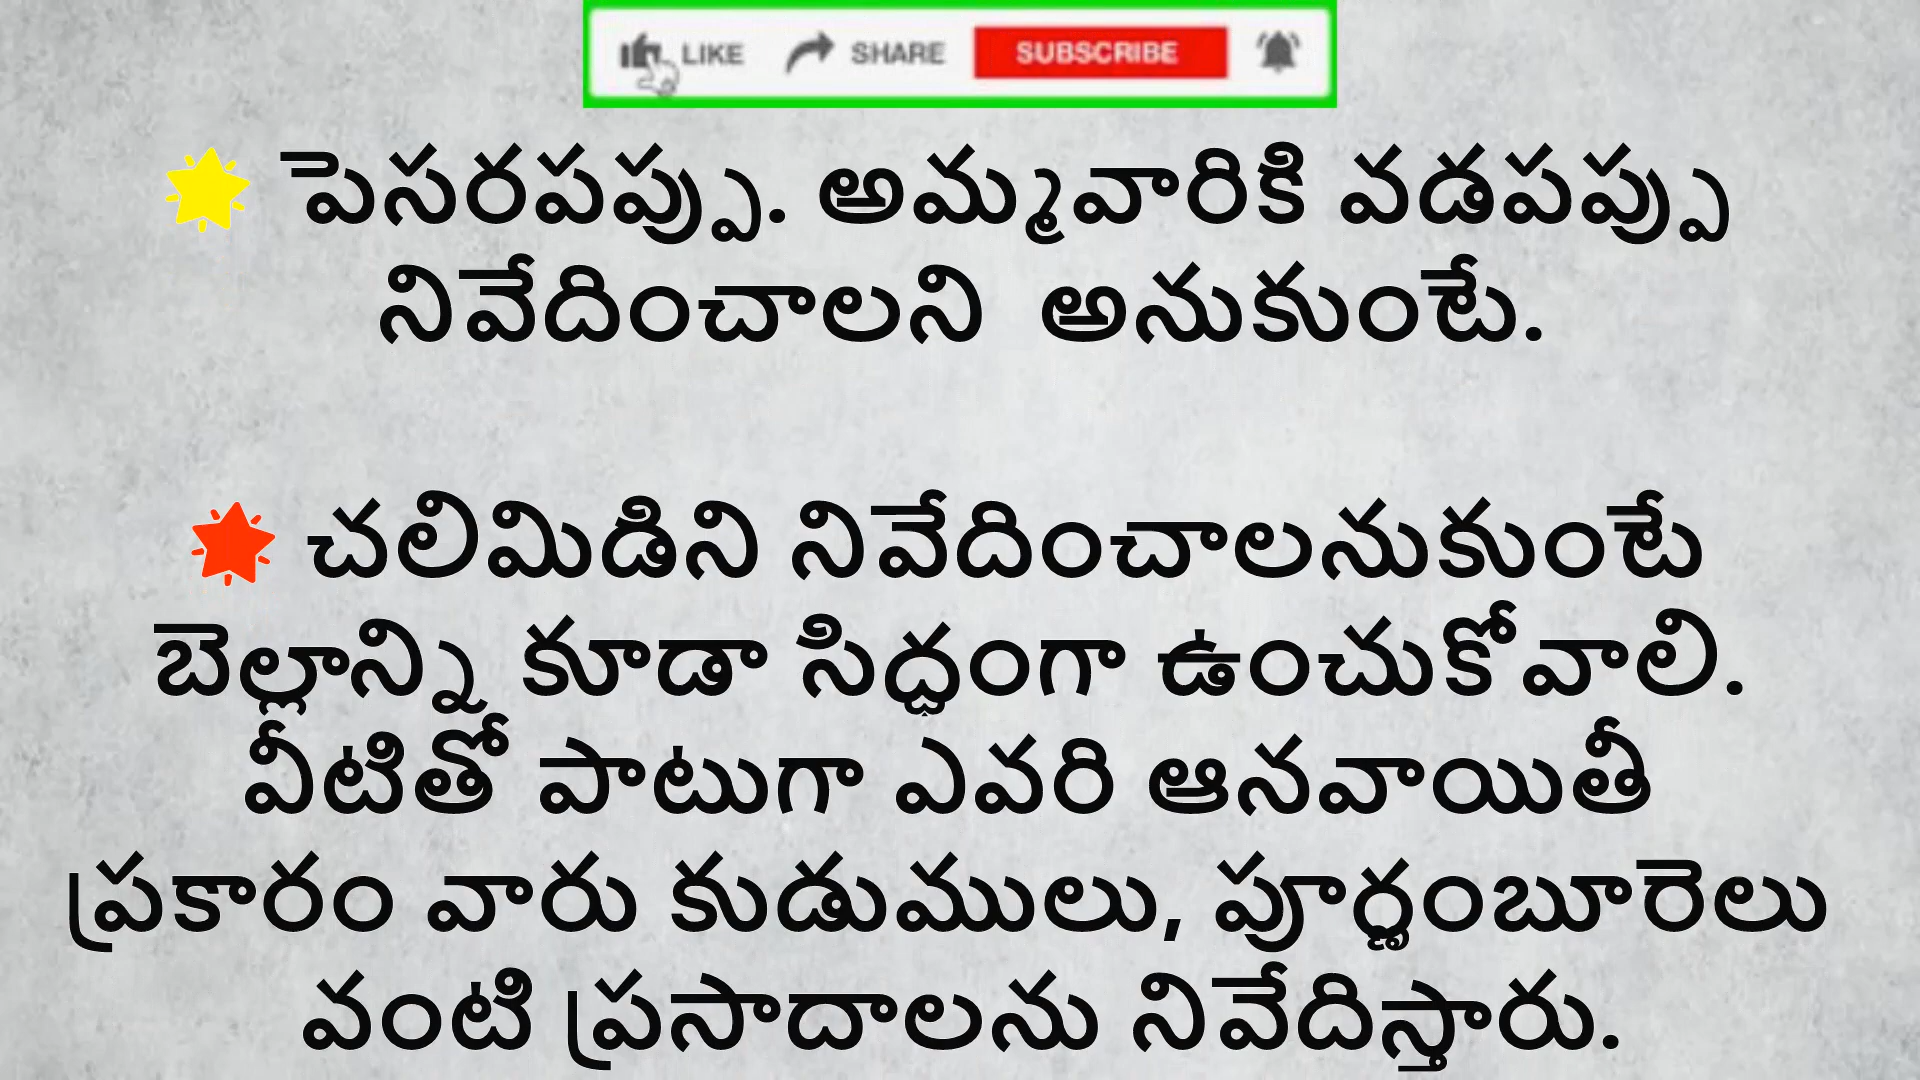 LIKE SHARE SUBSCRIBE
పెసరపప్పు. అమ్మవారికి వడపప్పు
నివేదించాలని అనుకుంటే.
చలిమిడిని నివేదించాలనుకుంటే
బెల్లాన్ని కూడా సిద్ధంగా ఉంచుకోవాలి.
వీటితో పాటుగా ఎవరి ఆనవాయితీ
ప్రకారం వారు కుడుములు, పూర్ణంబూరెలు
వంటి ప్రసాదాలను నివేదిస్తారు.